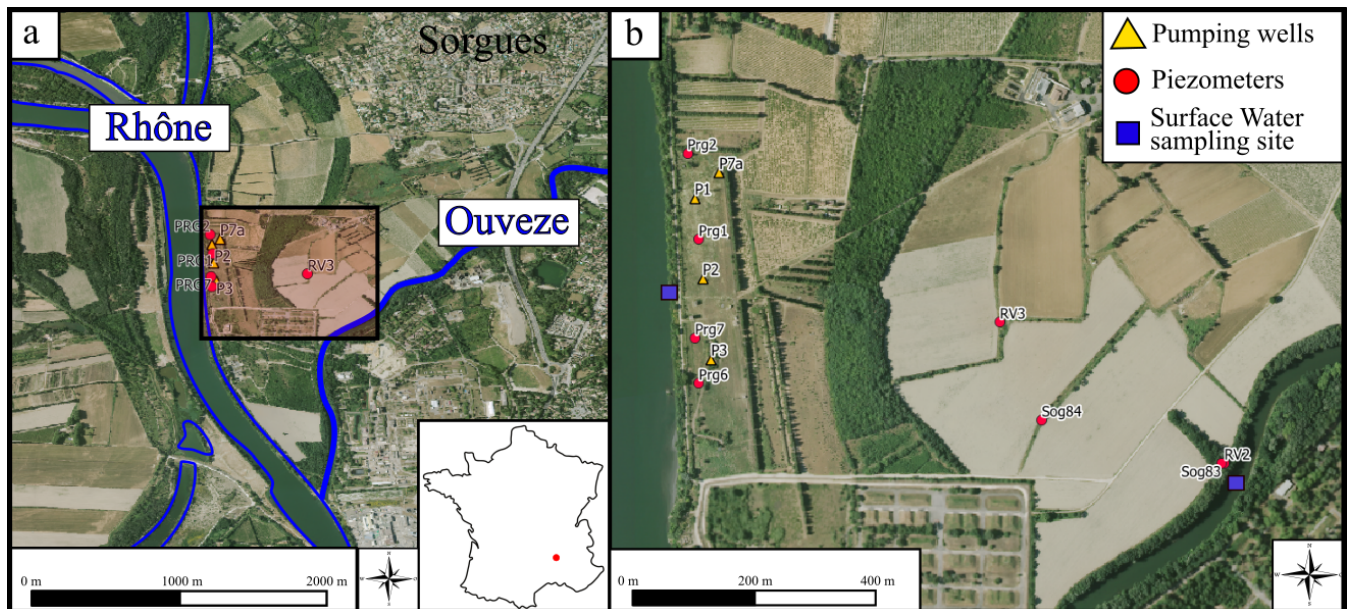 a
Sorgues
Rhône
Ouveze
PRG2
P7a
P2
PRG1
RV3
PRG7
P3
0 m
1000 m
2000 m
N
b
Pumping wells
Piezometers
Surface Water
sampling site
Prg2
P7a
P1
Prg1
P2
RV3
Prg7
P3
Prg6
Sog84
RV2
Sog83
0 m
200 m
400 m